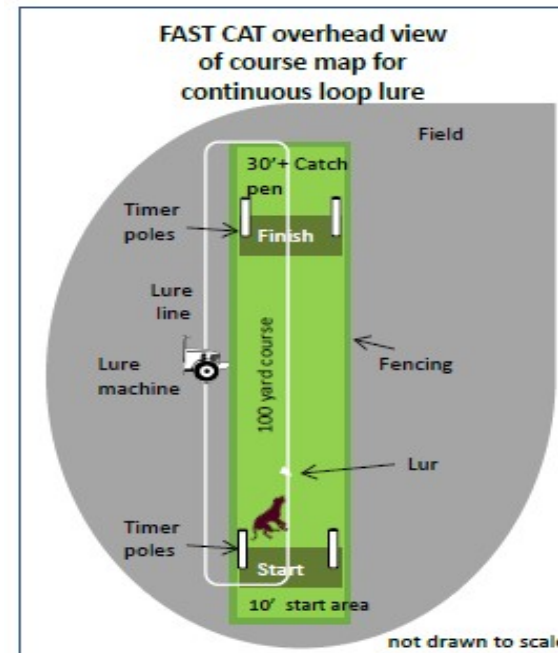 FAST CAT overhead view
of course map for
continuous loop lure
Field
30'+ Catch
pen
Timer
poles
Finish
Lure
line
Lure
machine
100 yard course
Fencing
Lur
Timer
poles
Start
10' start area
not drawn to scale